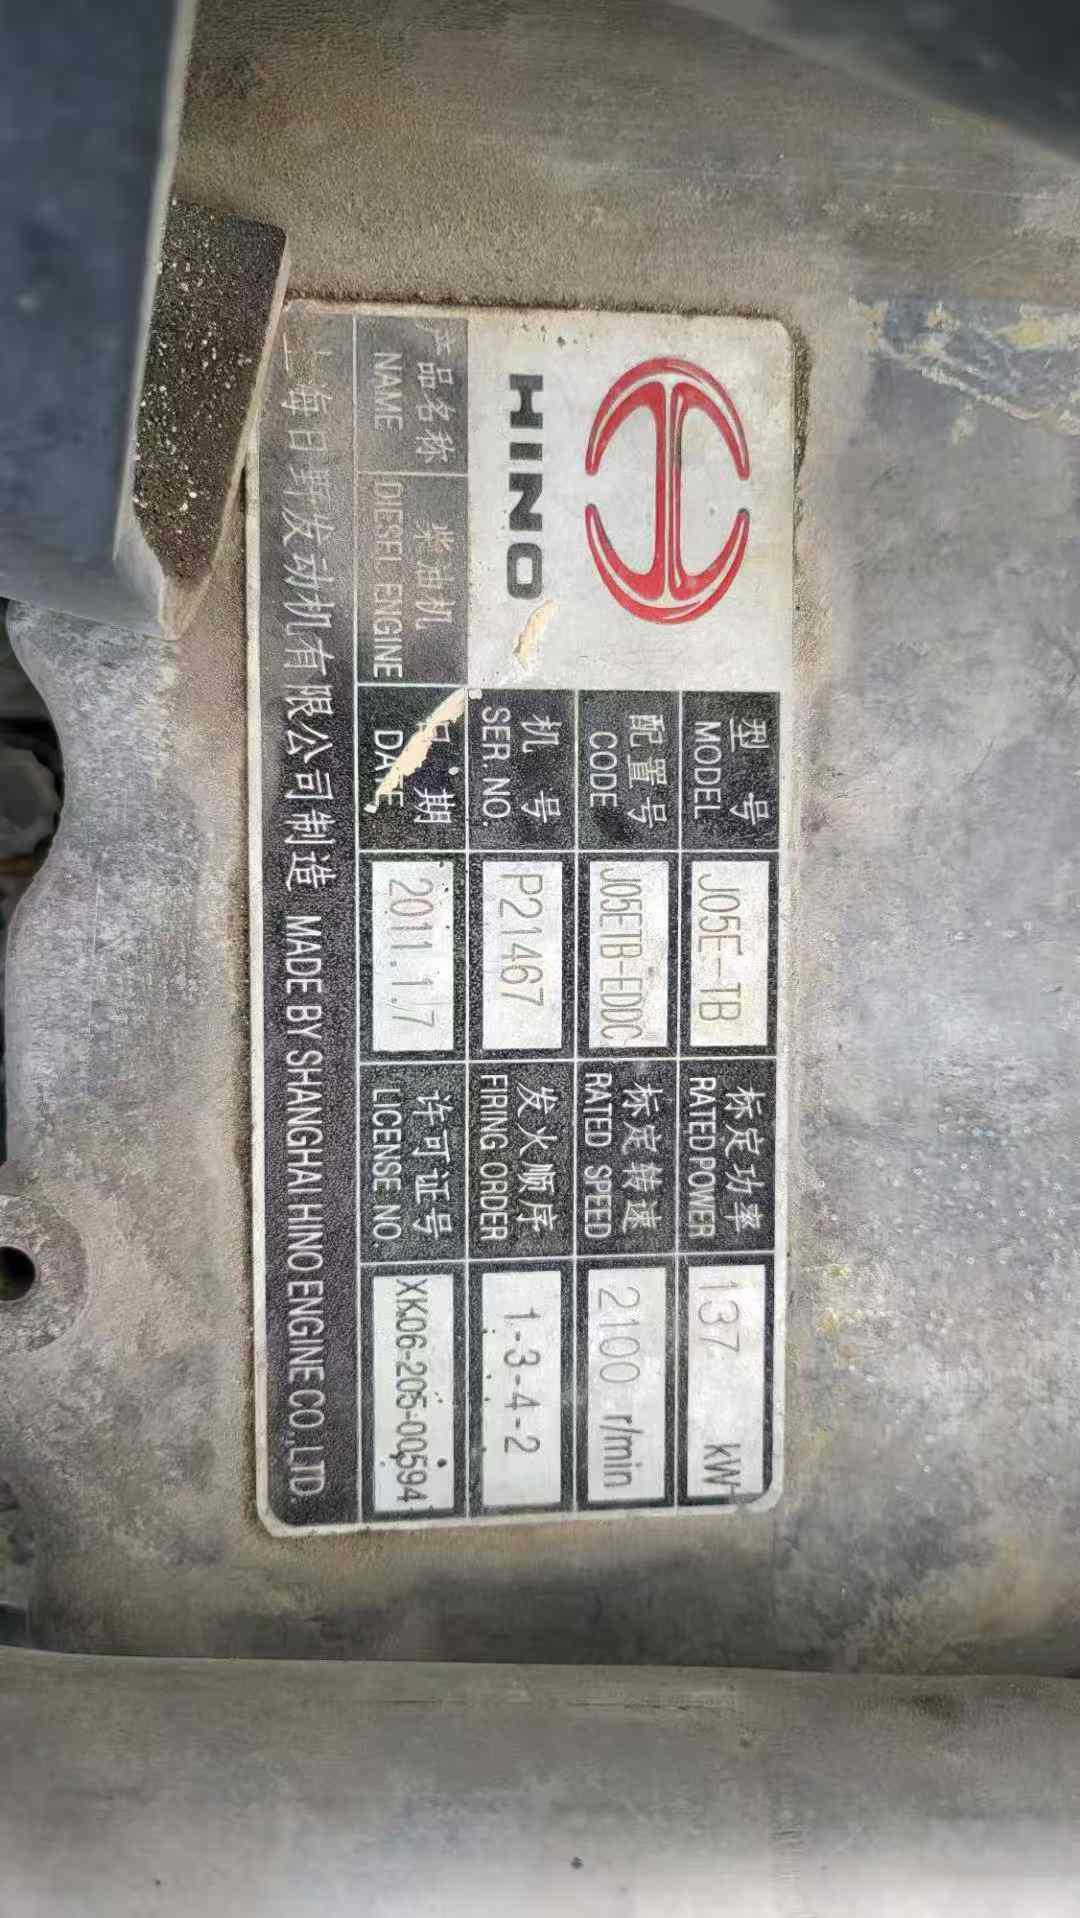 HINO
型号 MODEL J05E-TB 标定功率 RATED POWER 137 kW
配置号 CODE J05ETB-EDDC 标定转速 RATED SPEED 2100 r/min
机号 SER. NO. P21467 发火顺序 FIRING ORDER 1-3-4-2
产品名称 NAME 柴油机 DIESEL ENGINE 日期 DATE 2011.1.7 许可证号 LICENSE NO. XK06-205-00594
上海日野发动机有限公司制造 MADE BY SHANGHAI HINO ENGINE CO.,LTD.